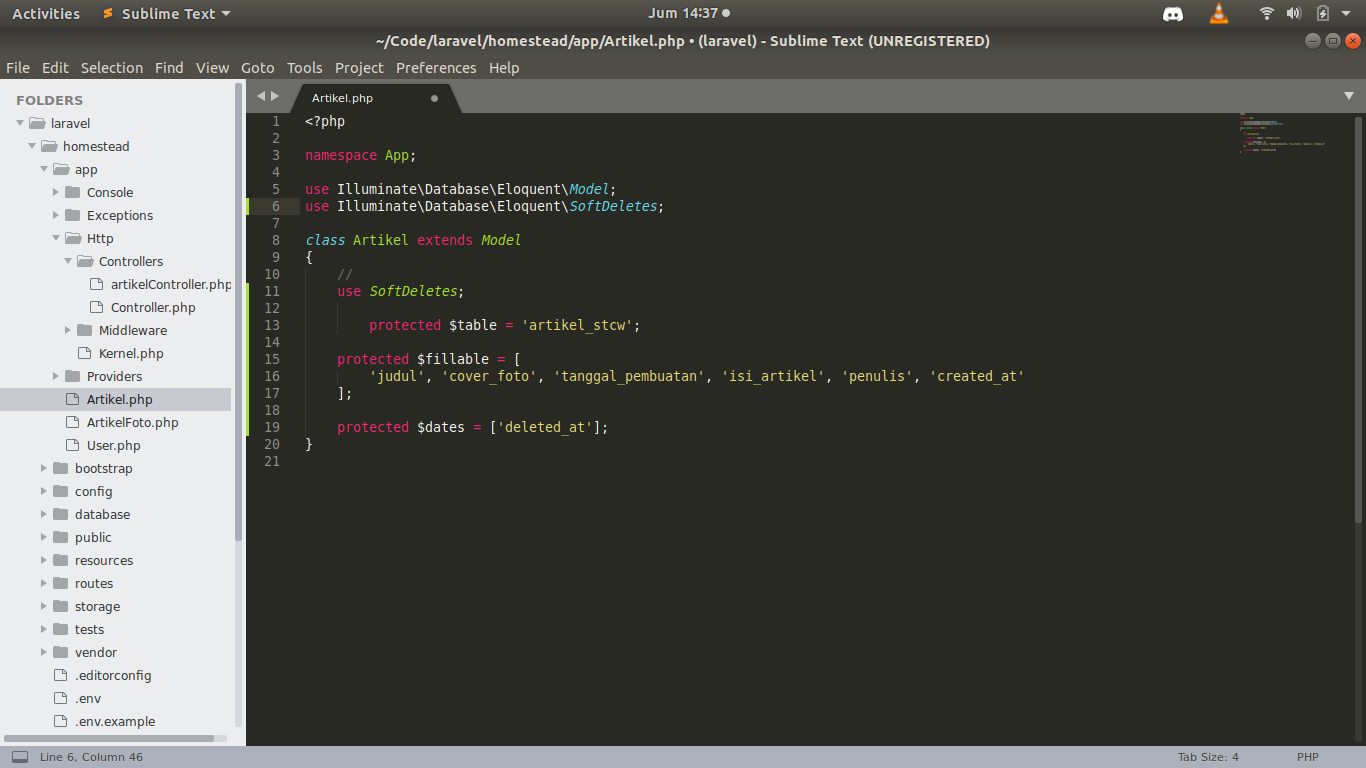 Activities Sublime Text Jum 14:37
~/Code/laravel/homestead/app/Artikel.php • (laravel) - Sublime Text (UNREGISTERED)
File Edit Selection Find View Goto Tools Project Preferences Help
FOLDERS
laravel
homestead
app
Console
Exceptions
Http
Controllers
artikelController.php
Controller.php
Middleware
Kernel.php
Providers
Artikel.php
ArtikelFoto.php
User.php
bootstrap
config
database
public
resources
routes
storage
tests
vendor
.editorconfig
.env
.env.example
Artikel.php
1 <?php
2
3 namespace App;
4
5 use Illuminate\Database\Eloquent\Model;
6 use Illuminate\Database\Eloquent\SoftDeletes;
7
8 class Artikel extends Model
9 {
10 //
11 use SoftDeletes;
12
13 protected $table = 'artikel_stcw';
14
15 protected $fillable = [
16 'judul', 'cover_foto', 'tanggal_pembuatan', 'isi_artikel', 'penulis', 'created_at'
17 ];
18
19 protected $dates = ['deleted_at'];
20 }
21
Line 6, Column 46 Tab Size: 4 PHP